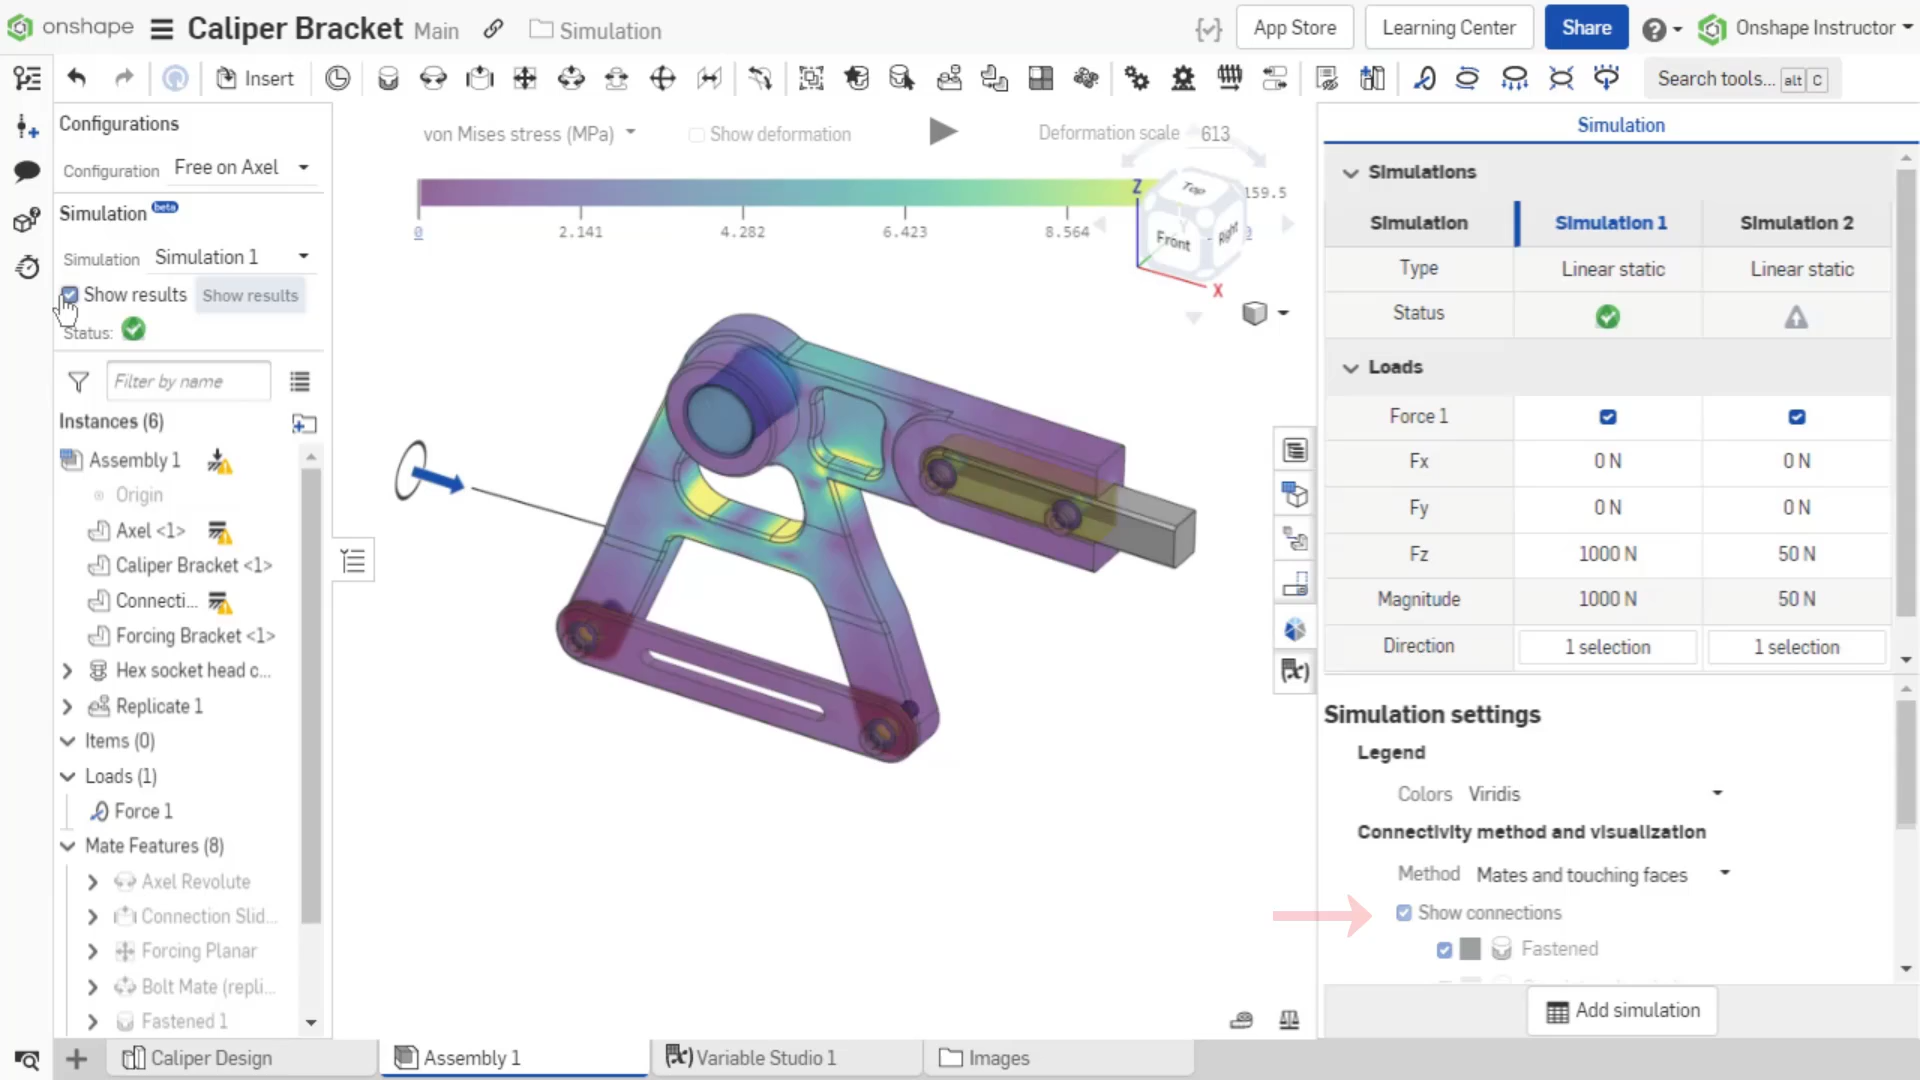 onshape Caliper Bracket Main Simulation App Store Learning Center Share Onshape Instructor
Insert Search tools... alt C
Configurations
Configuration Free on Axel
Simulation beta
Simulation Simulation 1
Show results Show results
Status:
Filter by name
Instances (6)
Assembly 1
Origin
Axel <1>
Caliper Bracket <1>
Connecti...
Forcing Bracket <1>
Hex socket head c...
Replicate 1
Items (0)
Loads (1)
Force 1
Mate Features (8)
Axel Revolute
Connection Slid...
Forcing Planar
Bolt Mate (repli...
Fastened 1
von Mises stress (MPa) Show deformation Deformation scale 613
159.5
0 2.141 4.282 6.423 8.564
Z Top Front Right X
Simulation
Simulations
Simulation Simulation 1 Simulation 2
Type Linear static Linear static
Status
Loads
Force 1
Fx 0 N 0 N
Fy 0 N 0 N
Fz 1000 N 50 N
Magnitude 1000 N 50 N
Direction 1 selection 1 selection
Simulation settings
Legend
Colors Viridis
Connectivity method and visualization
Method Mates and touching faces
Show connections
Fastened
Add simulation
Caliper Design Assembly 1 Variable Studio 1 Images